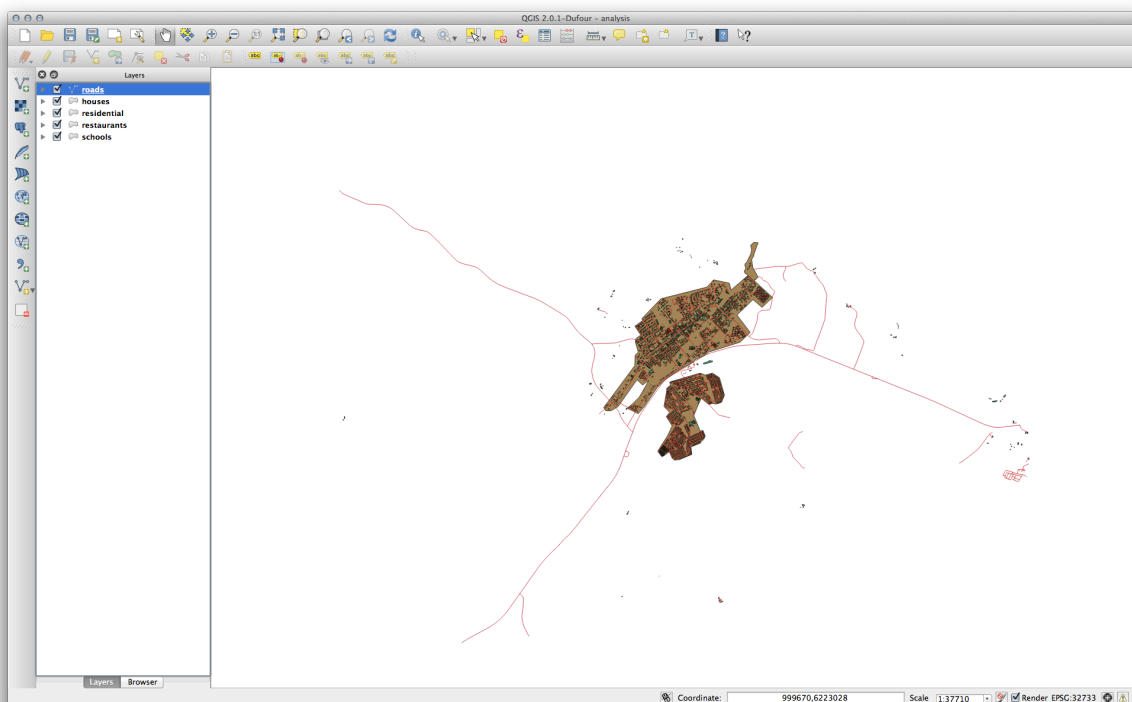 QGIS 2.0.1-Dufour - analysis
Layers
roads
houses
residential
restaurants
schools
Layers Browser
Coordinate: 999670,6223028 Scale 1:37710 Render EPSG:32733